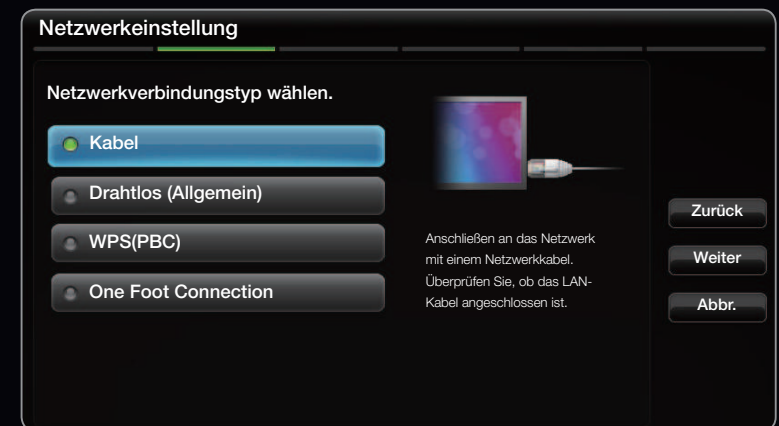 Netzwerkeinstellung
Netzwerkverbindungstyp wählen.
Kabel
Drahtlos (Allgemein)
WPS(PBC)
One Foot Connection
Anschließen an das Netzwerk
mit einem Netzwerkkabel.
Überprüfen Sie, ob das LAN-
Kabel angeschlossen ist.
Zurück
Weiter
Abbr.